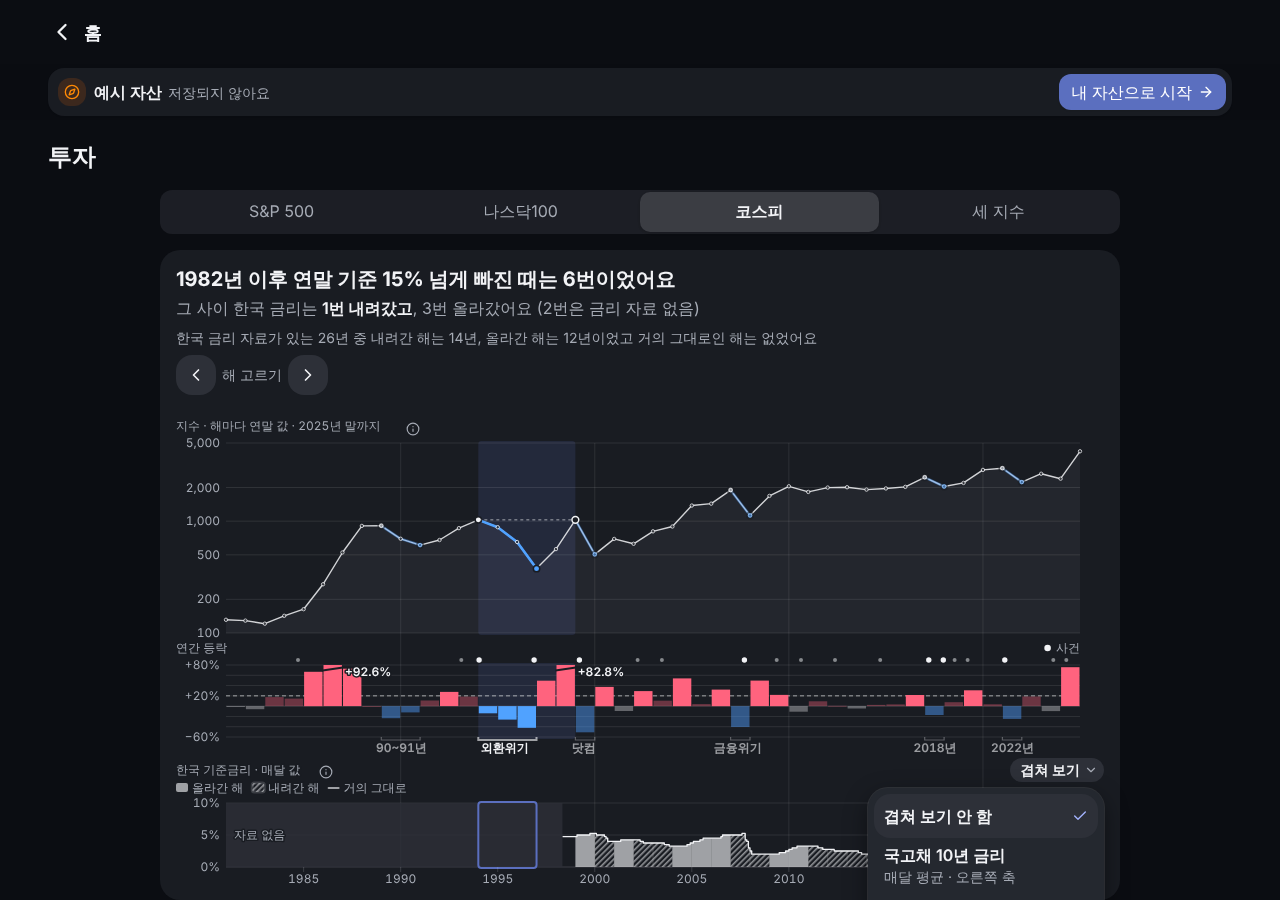 홈
예시 자산 저장되지 않아요
내 자산으로 시작 →
투자
S&P 500 나스닥100 코스피 세 지수
1982년 이후 연말 기준 15% 넘게 빠진 때는 6번이었어요
그 사이 한국 금리는 1번 내려갔고, 3번 올라갔어요 (2번은 금리 자료 없음)
한국 금리 자료가 있는 26년 중 내려간 해는 14년, 올라간 해는 12년이었고 거의 그대로인 해는 없었어요
해 고르기
지수 · 해마다 연말 값 · 2025년 말까지
5,000
2,000
1,000
500
200
100
연간 등락
사건
+80%
+92.6%
+82.8%
+20%
−60%
90~91년 외환위기 닷컴 금융위기 2018년 2022년
한국 기준금리 · 매달 값
겹쳐 보기
올라간 해 내려간 해 거의 그대로
10%
겹쳐 보기 안 함
5%
자료 없음
국고채 10년 금리
0%
매달 평균 · 오른쪽 축
1985 1990 1995 2000 2005 2010